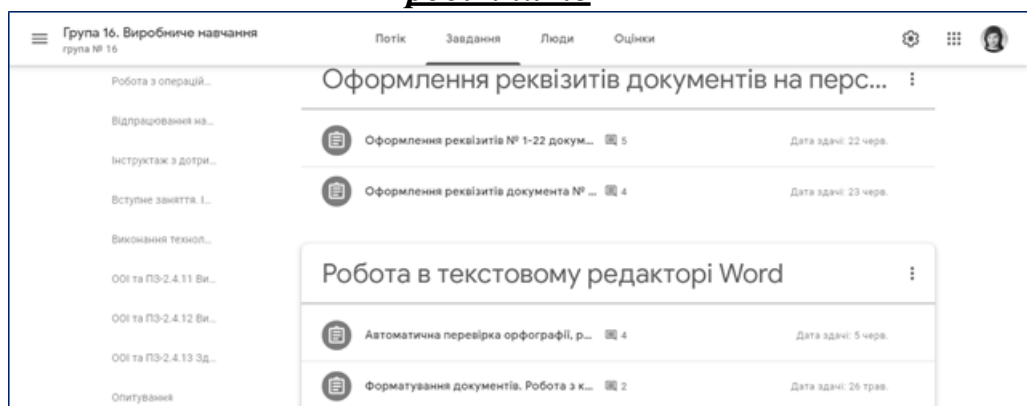 Група 16. Виробниче навчання
група № 16
Потік Завдання Люди Оцінки
Робота з операцій...
Відпрацювання на...
Інструктаж з дотри...
Вступне заняття. І...
Виконання технол...
ООІ та ПЗ-2.4.11 Ви...
ООІ та ПЗ-2.4.12 Ви...
ООІ та ПЗ-2.4.13 Зд...
Опитування
Оформлення реквізитів документів на перс...
Оформлення реквізитів № 1-22 докум... 5 Дата здачі: 22 черв.
Оформлення реквізитів документа № ... 4 Дата здачі: 23 черв.
Робота в текстовому редакторі Word
Автоматична перевірка орфографії, р... 4 Дата здачі: 5 черв.
Форматування документів. Робота з к... 2 Дата здачі: 26 трав.